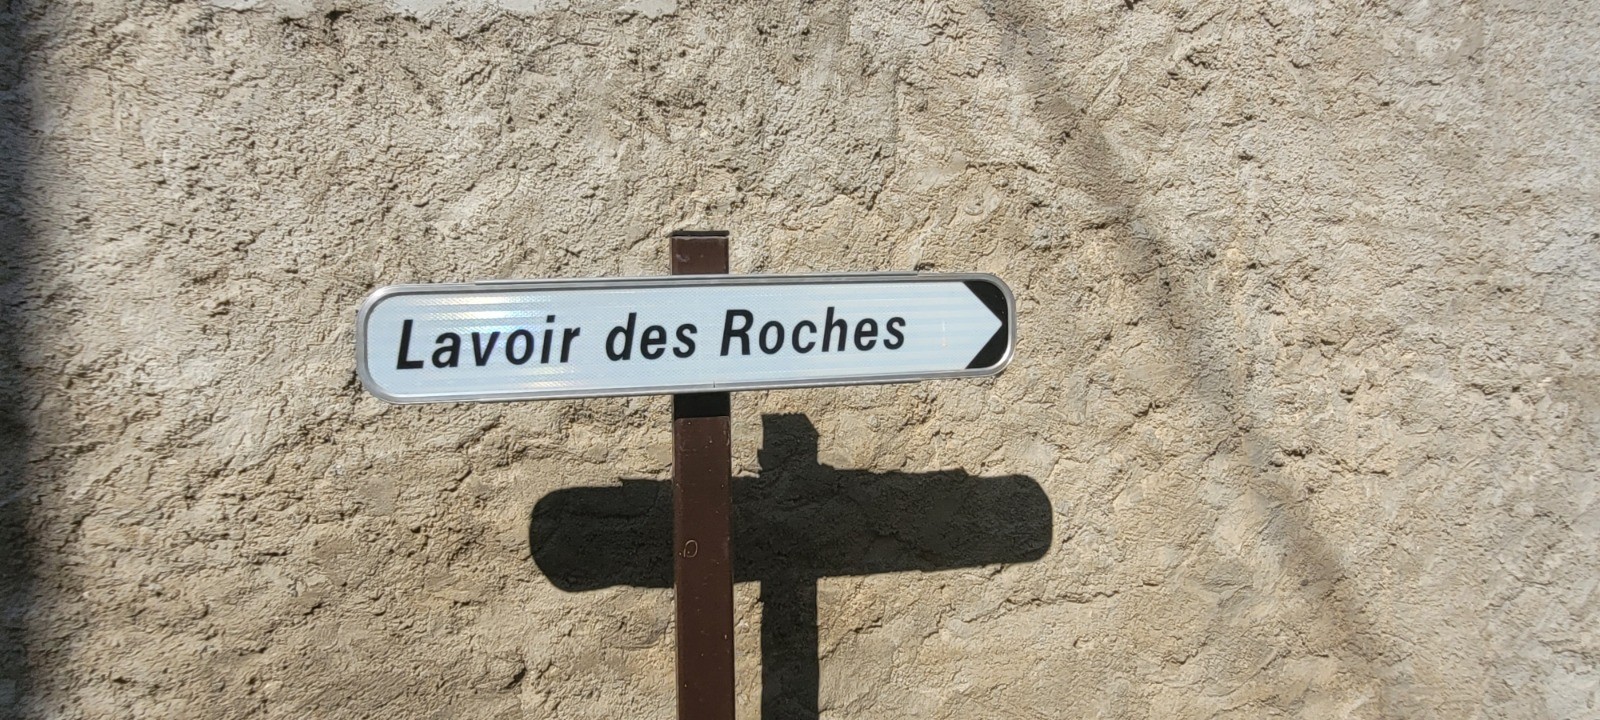 Lavoir des Roches